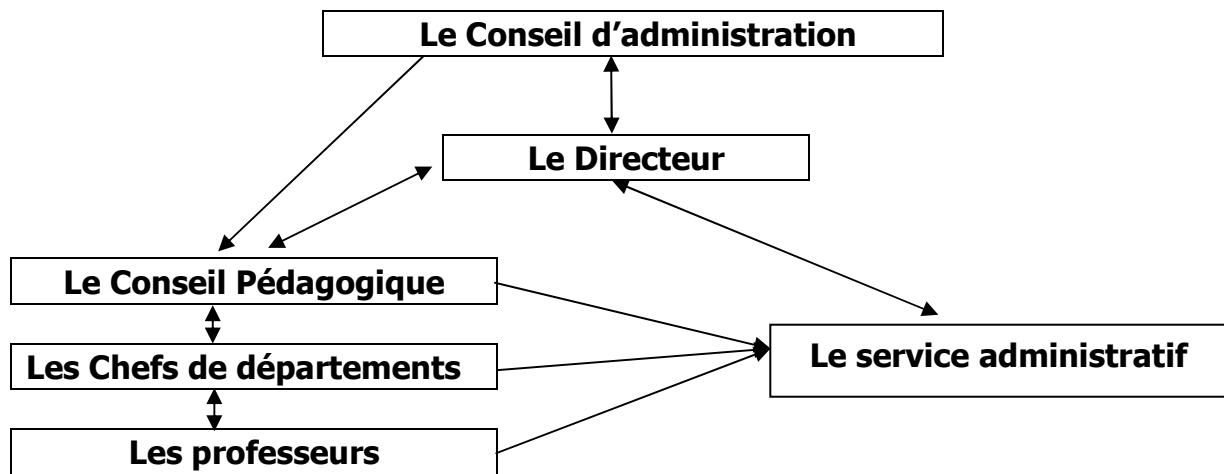 Le Conseil d’administration
Le Directeur
Le Conseil Pédagogique
Les Chefs de départements
Le service administratif
Les professeurs